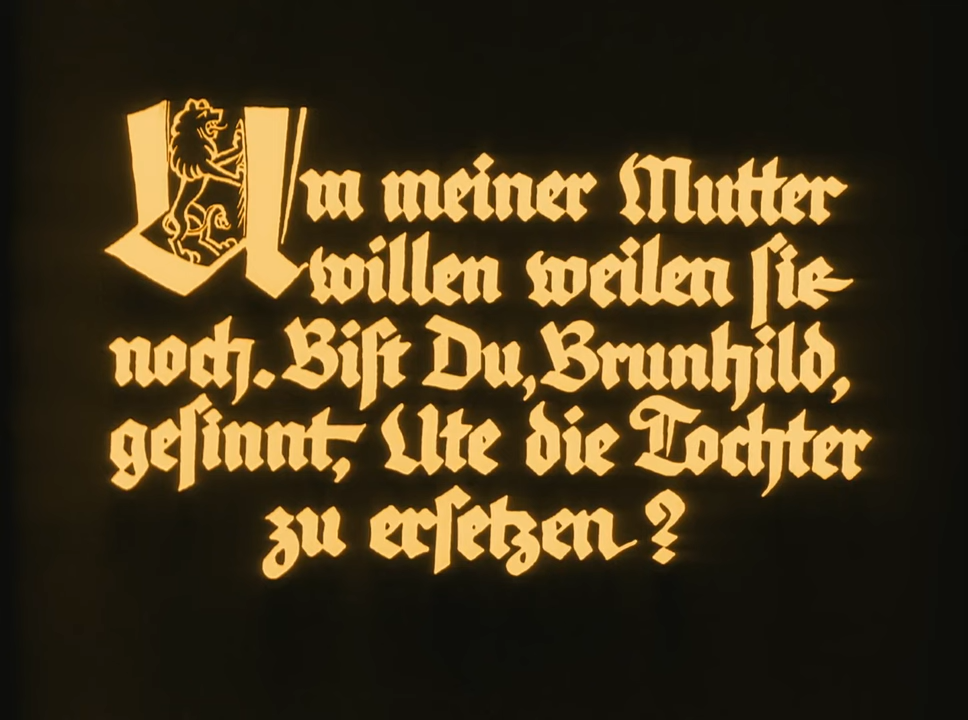 Um meiner Mutter
willen weilen sie
noch. Bist Du, Brunhild,
gesinnt, Ute die Tochter
zu ersetzen?